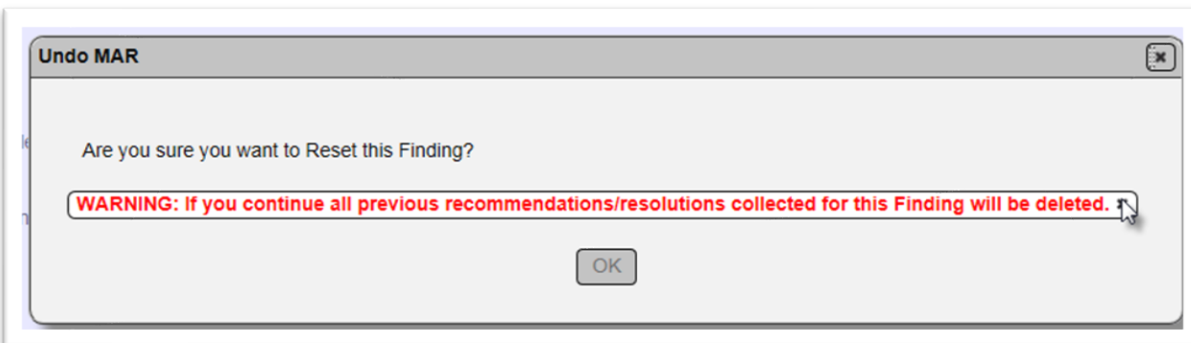 Undo MAR
Are you sure you want to Reset this Finding?
WARNING: If you continue all previous recommendations/resolutions collected for this Finding will be deleted.
OK